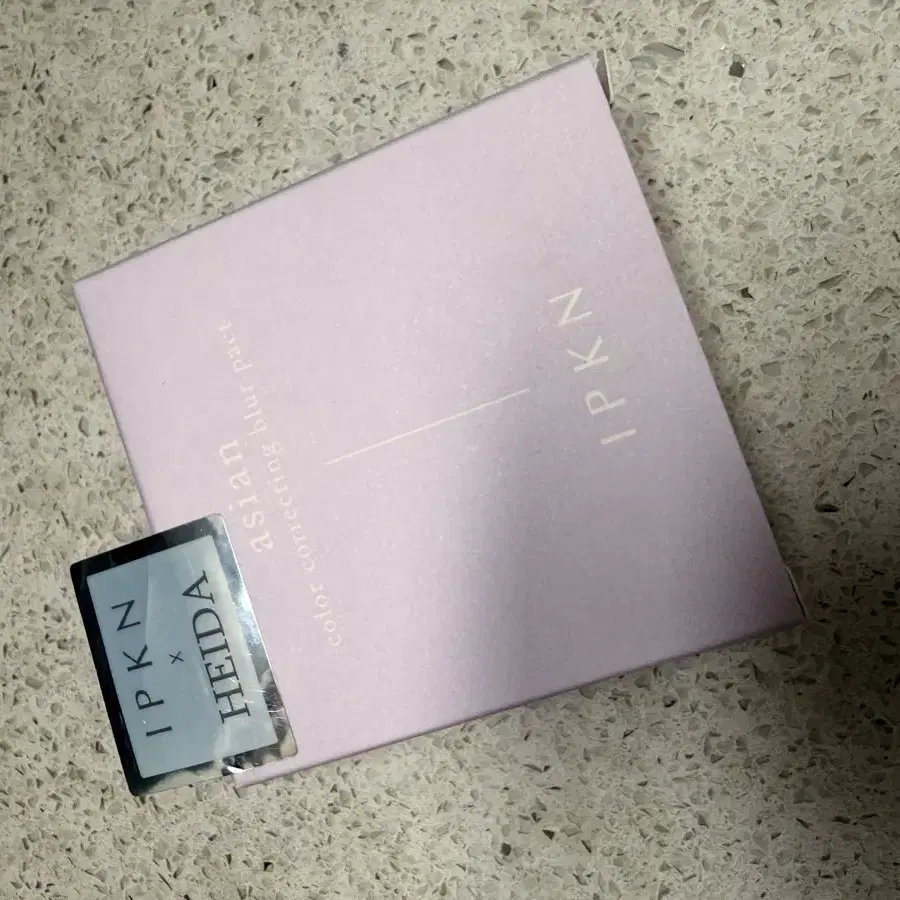 IPKN
asian
color correcting blur Pact
IPKN
x
HEIDA